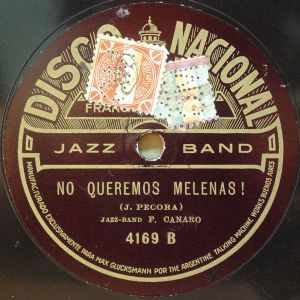 DISCO NACIONAL
JAZZ BAND
NO QUEREMOS MELENAS!
(J. PECORA)
JAZZ-BAND F. CANARO
4169 B
MANUFACTURADO EXCLUSIVAMENTE PARA MAX GLUCKSMANN POR THE ARGENTINE TALKING MACHINE WORKS BUENOS AIRES